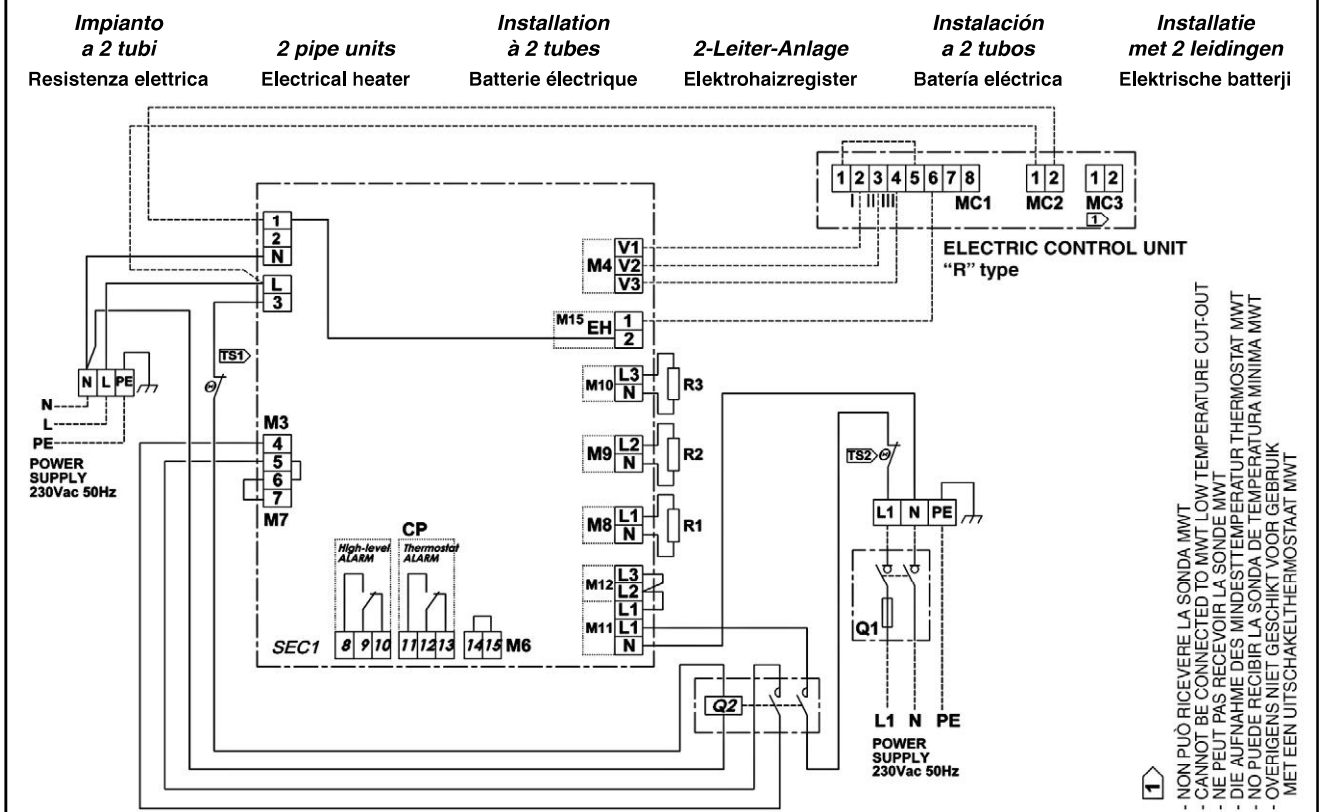 Impianto
a 2 tubi
Resistenza elettrica
2 pipe units
Electrical heater
Installation
à 2 tubes
Batterie électrique
2-Leiter-Anlage
Elektrohaizregister
Instalación
a 2 tubos
Batería eléctrica
Installatie
met 2 leidingen
Elektrische batterji
1 2 3 4 5 6 7 8
I II III
MC1
1 2
MC2
1 2
MC3
1
ELECTRIC CONTROL UNIT
“R” type
1
2
N
L
3
M4
V1
V2
V3
M15 EH
1
2
TS1
N L PE
N
L
PE
POWER
SUPPLY
230Vac 50Hz
M3
4
5
6
7
M7
M10
L3
N
R3
M9
L2
N
R2
M8
L1
N
R1
M12
L3
L2
L1
M11
L1
N
CP
High-level
ALARM
Thermostat
ALARM
SEC1
8 9 10
11 12 13
14 15 M6
TS2
L1 N PE
Q1
Q2
L1 N PE
POWER
SUPPLY
230Vac 50Hz
1
- NON PUÒ RICEVERE LA SONDA MWT
- CANNOT BE CONNECTED TO MWT LOW TEMPERATURE CUT-OUT
- NE PEUT PAS RECEVOIR LA SONDE MWT
- DIE AUFNAHME DES MINDESTTEMPERATUR THERMOSTAT MWT
- NO PUEDE RECIBIR LA SONDA DE TEMPERATURA MINIMA MWT
- OVERIGENS NIET GESCHIKT VOOR GEBRUIK
MET EEN UITSCHAKELTHERMOSTAAT MWT